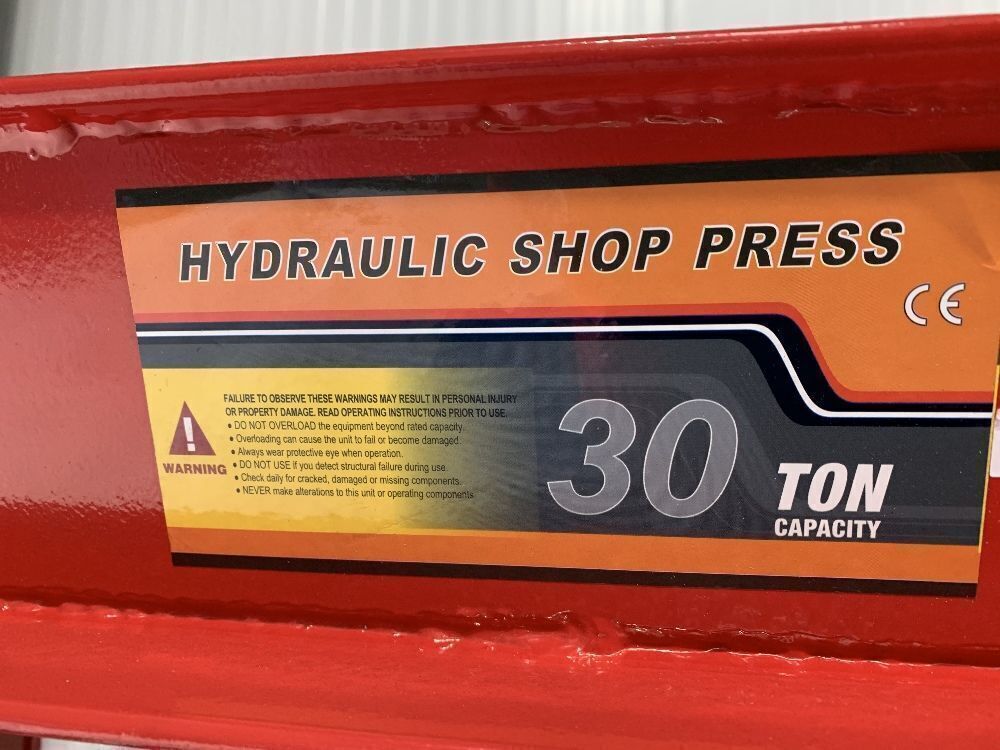 HYDRAULIC SHOP PRESS
CE
FAILURE TO OBSERVE THESE WARNINGS MAY RESULT IN PERSONAL INJURY
OR PROPERTY DAMAGE. READ OPERATING INSTRUCTIONS PRIOR TO USE.
• DO NOT OVERLOAD the equipment beyond rated capacity.
• Overloading can cause the unit to fail or become damaged.
• Always wear protective eye when operation.
• DO NOT USE if you detect structural failure during use.
• Check daily for cracked, damaged or missing components.
• NEVER make alterations to this unit or operating components
WARNING
30 TON
CAPACITY